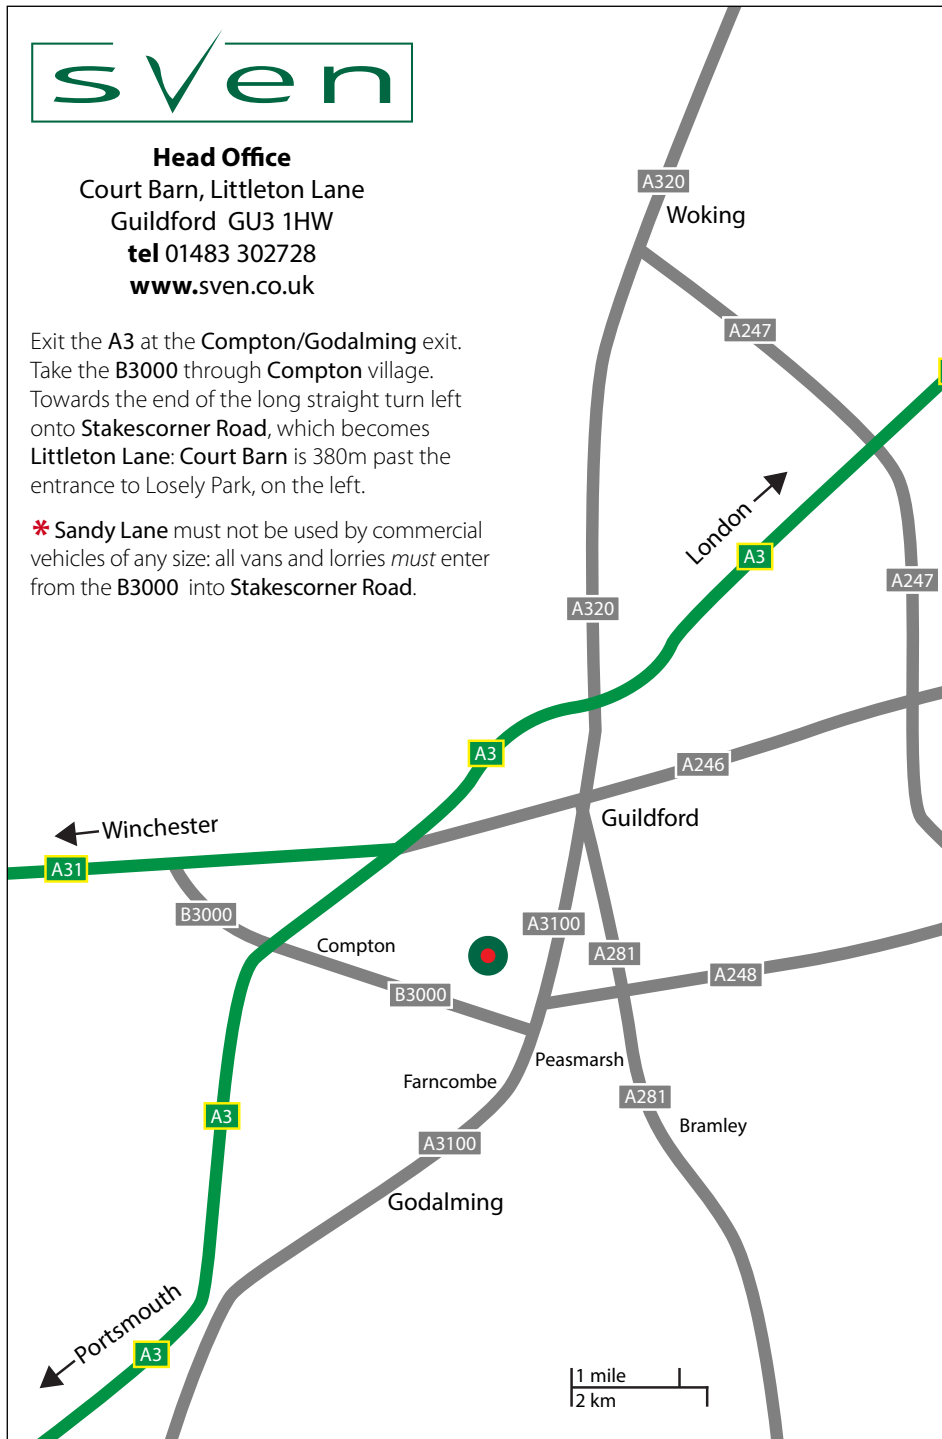 sven
Head Office
Court Barn, Littleton Lane
Guildford  GU3 1HW
tel 01483 302728
www.sven.co.uk
Exit the A3 at the Compton/Godalming exit.
Take the B3000 through Compton village.
Towards the end of the long straight turn left
onto Stakescorner Road, which becomes
Littleton Lane: Court Barn is 380m past the
entrance to Losely Park, on the left.
* Sandy Lane must not be used by commercial
vehicles of any size: all vans and lorries must enter
from the B3000  into Stakescorner Road.
A320
Woking
A247
London
A3
A247
A320
A3
A246
Guildford
Winchester
A31
B3000
Compton
A3100
A281
A248
B3000
Peasmarsh
Farncombe
A281
A3
Bramley
A3100
Godalming
Portsmouth
A3
1 mile
2 km